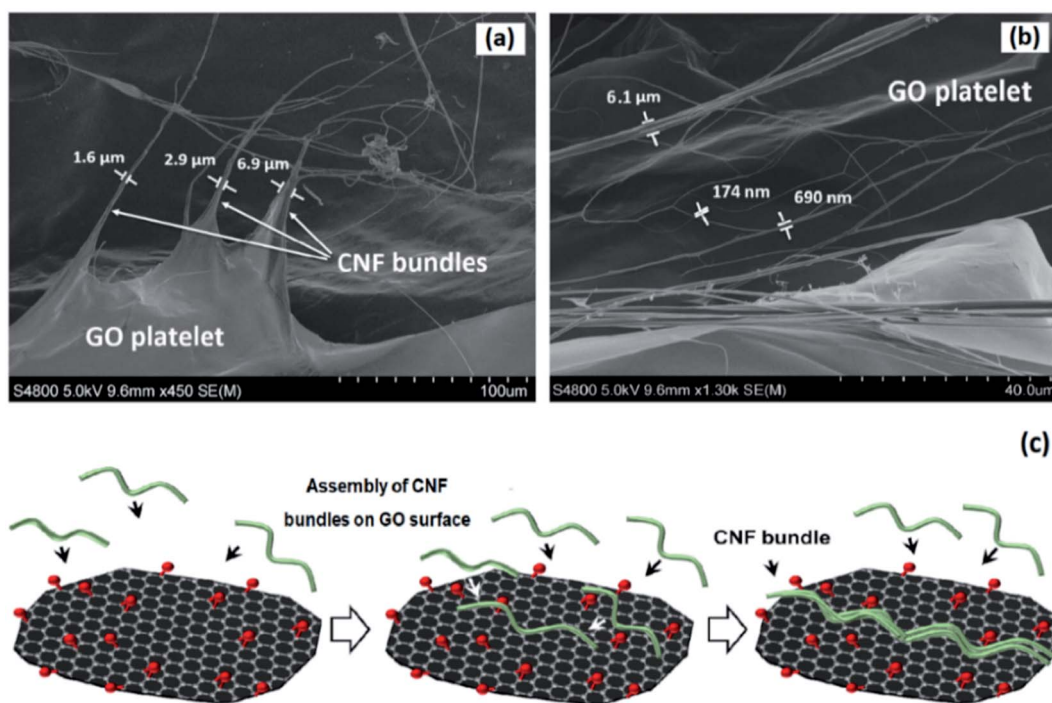 (a)
1.6 μm
2.9 μm
6.9 μm
CNF bundles
GO platelet
S4800 5.0kV 9.6mm x450 SE(M)
100um
(b)
GO platelet
6.1 μm
174 nm
690 nm
S4800 5.0kV 9.6mm x1.30k SE(M)
40.0um
(c)
Assembly of CNF
bundles on GO surface
CNF bundle